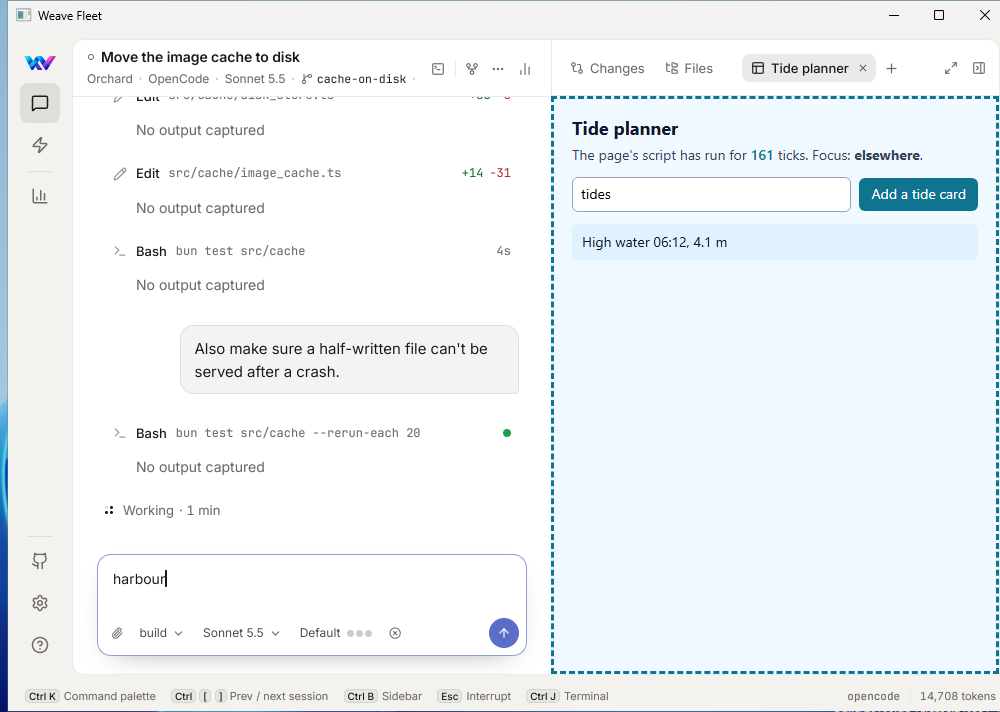 Weave Fleet
Move the image cache to disk
Orchard · OpenCode · Sonnet 5.5 · cache-on-disk ·
Changes
Files
Tide planner
Edit src/cache/disk_store.ts
No output captured
Edit src/cache/image_cache.ts +14 -31
No output captured
Bash bun test src/cache 4s
No output captured
Also make sure a half-written file can't be
served after a crash.
Bash bun test src/cache --rerun-each 20
No output captured
Working · 1 min
harbour
build Sonnet 5.5 Default
Tide planner
The page's script has run for 161 ticks. Focus: elsewhere.
tides
Add a tide card
High water 06:12, 4.1 m
Ctrl K Command palette Ctrl [ ] Prev / next session Ctrl B Sidebar Esc Interrupt Ctrl J Terminal
opencode 14,708 tokens